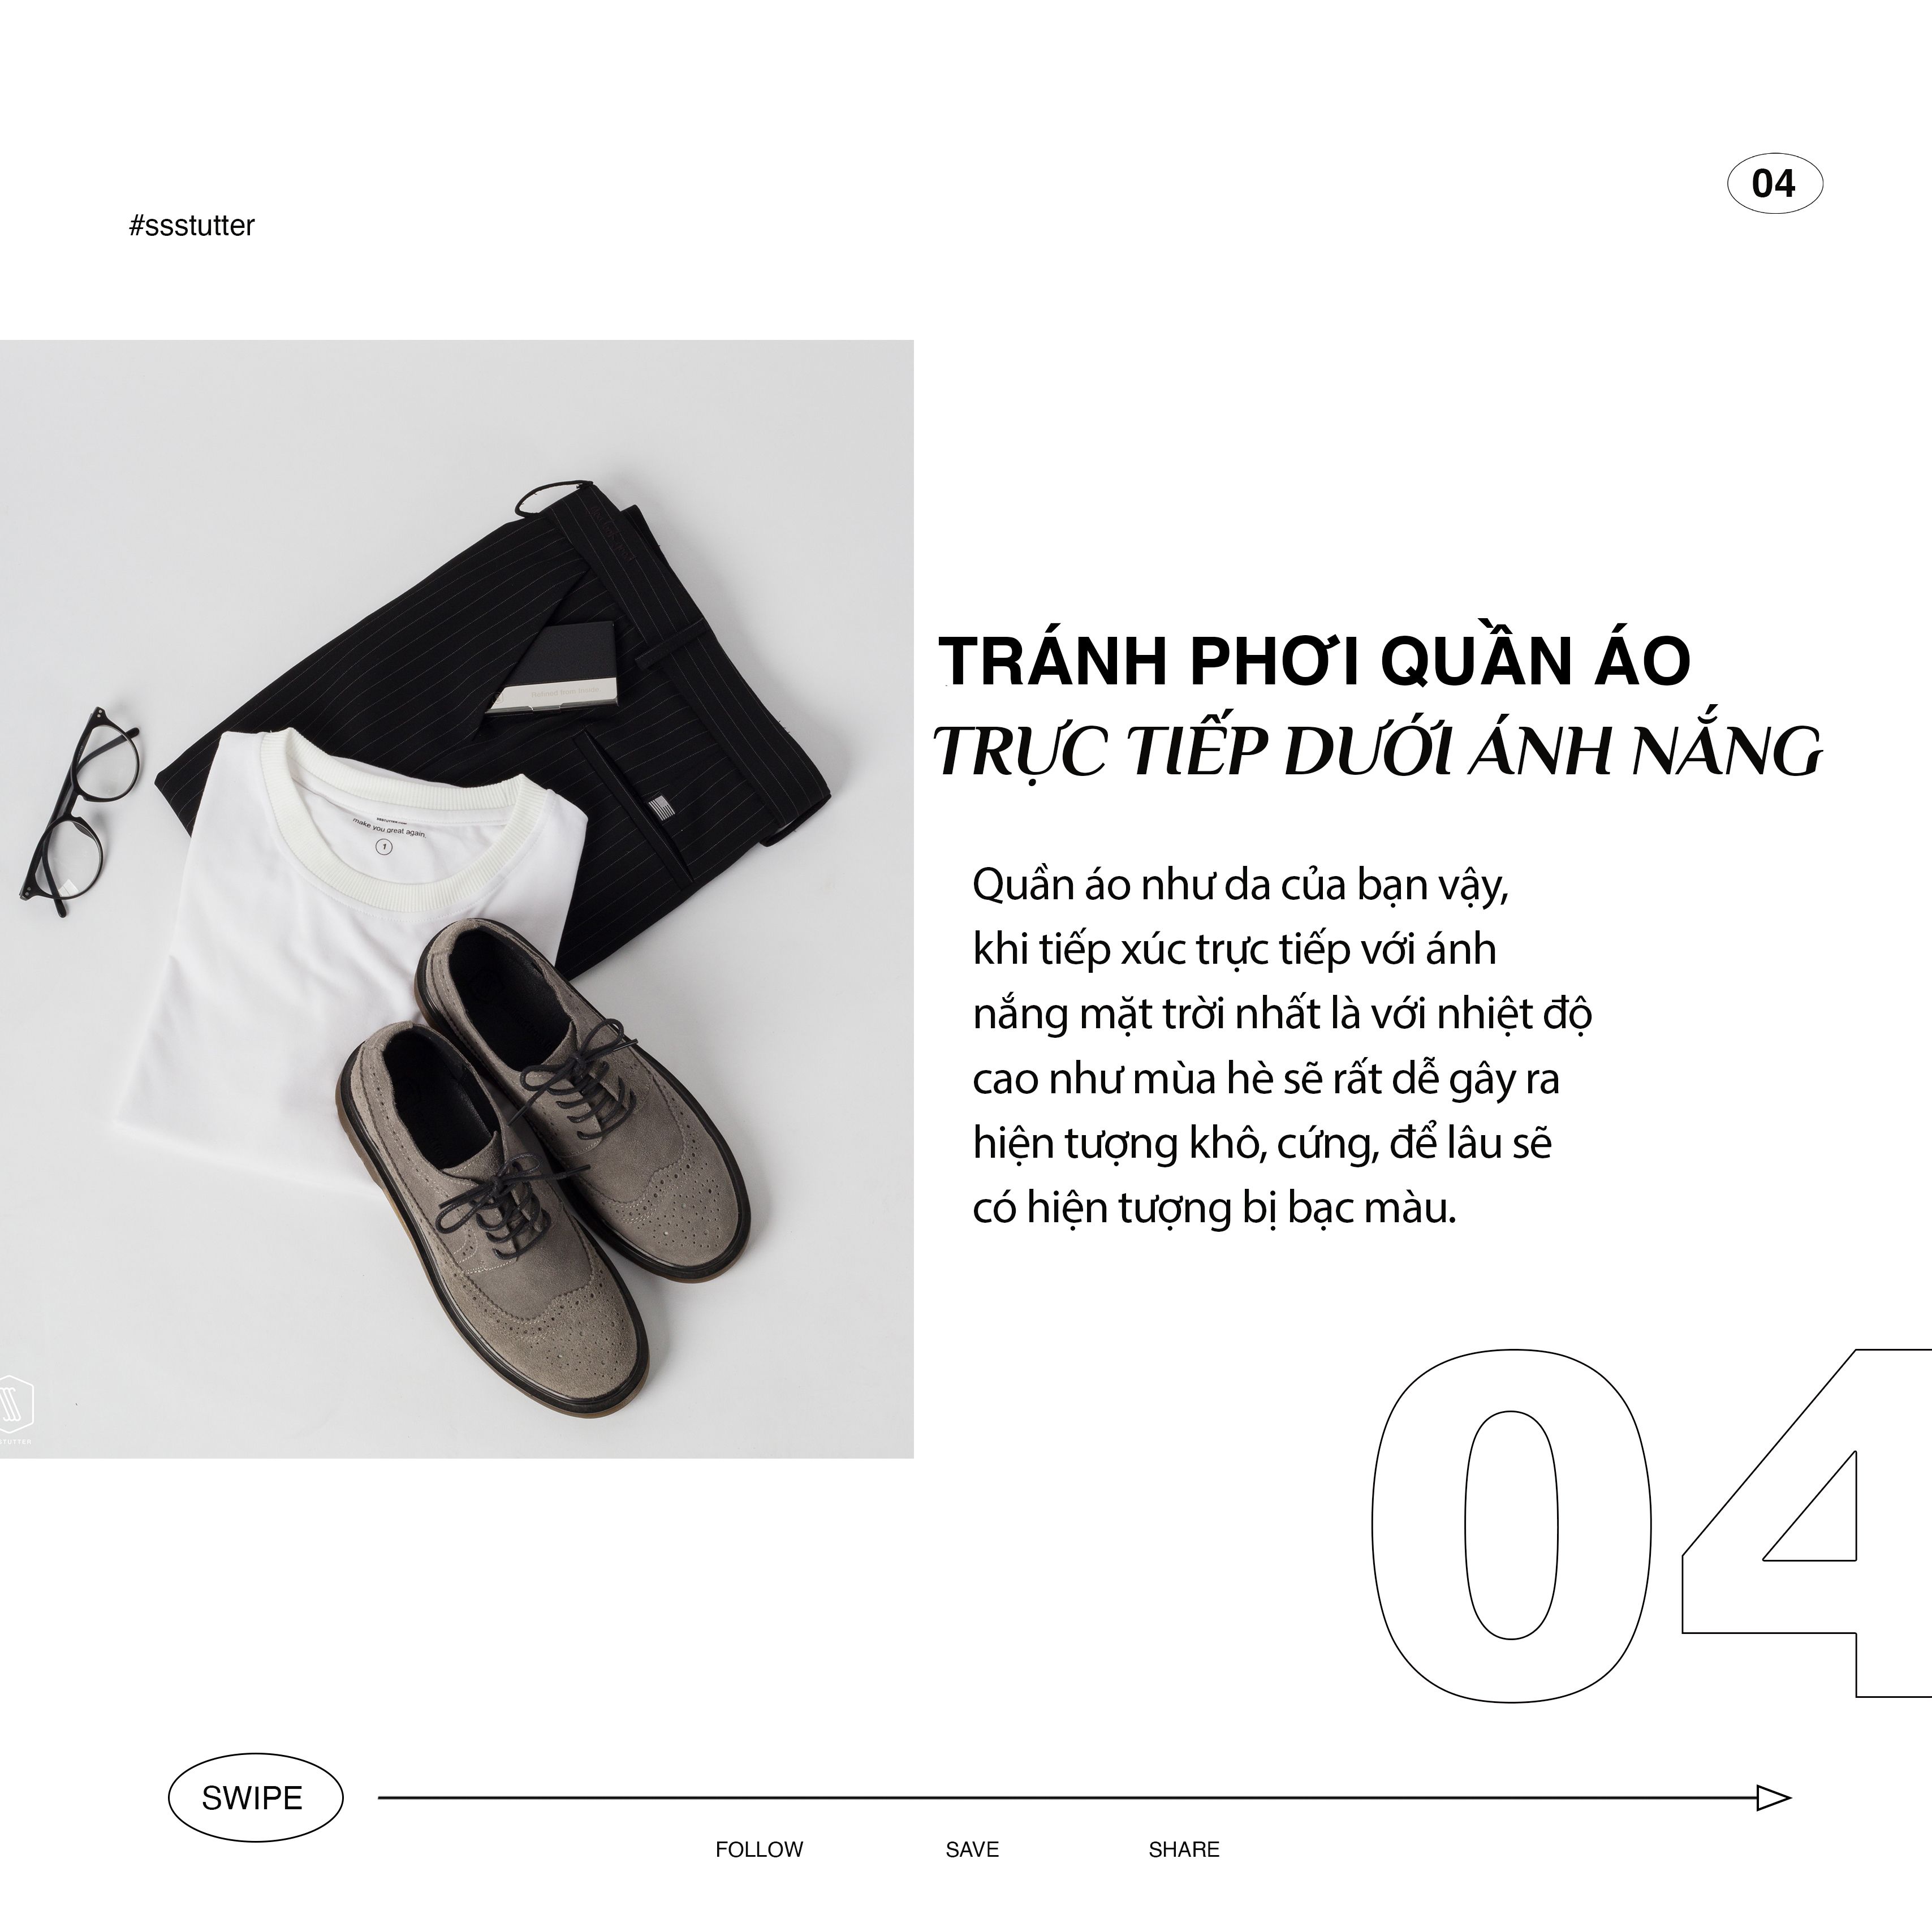 04
#ssstutter
TRÁNH PHƠI QUẦN ÁO
TRỰC TIẾP DƯỚI ÁNH NẮNG
make you great again.
1
Quần áo như da của bạn vậy,
khi tiếp xúc trực tiếp với ánh
nắng mặt trời nhất là với nhiệt độ
cao như mùa hè sẽ rất dễ gây ra
hiện tượng khô, cứng, để lâu sẽ
có hiện tượng bị bạc màu.
04
SWIPE
FOLLOW SAVE SHARE